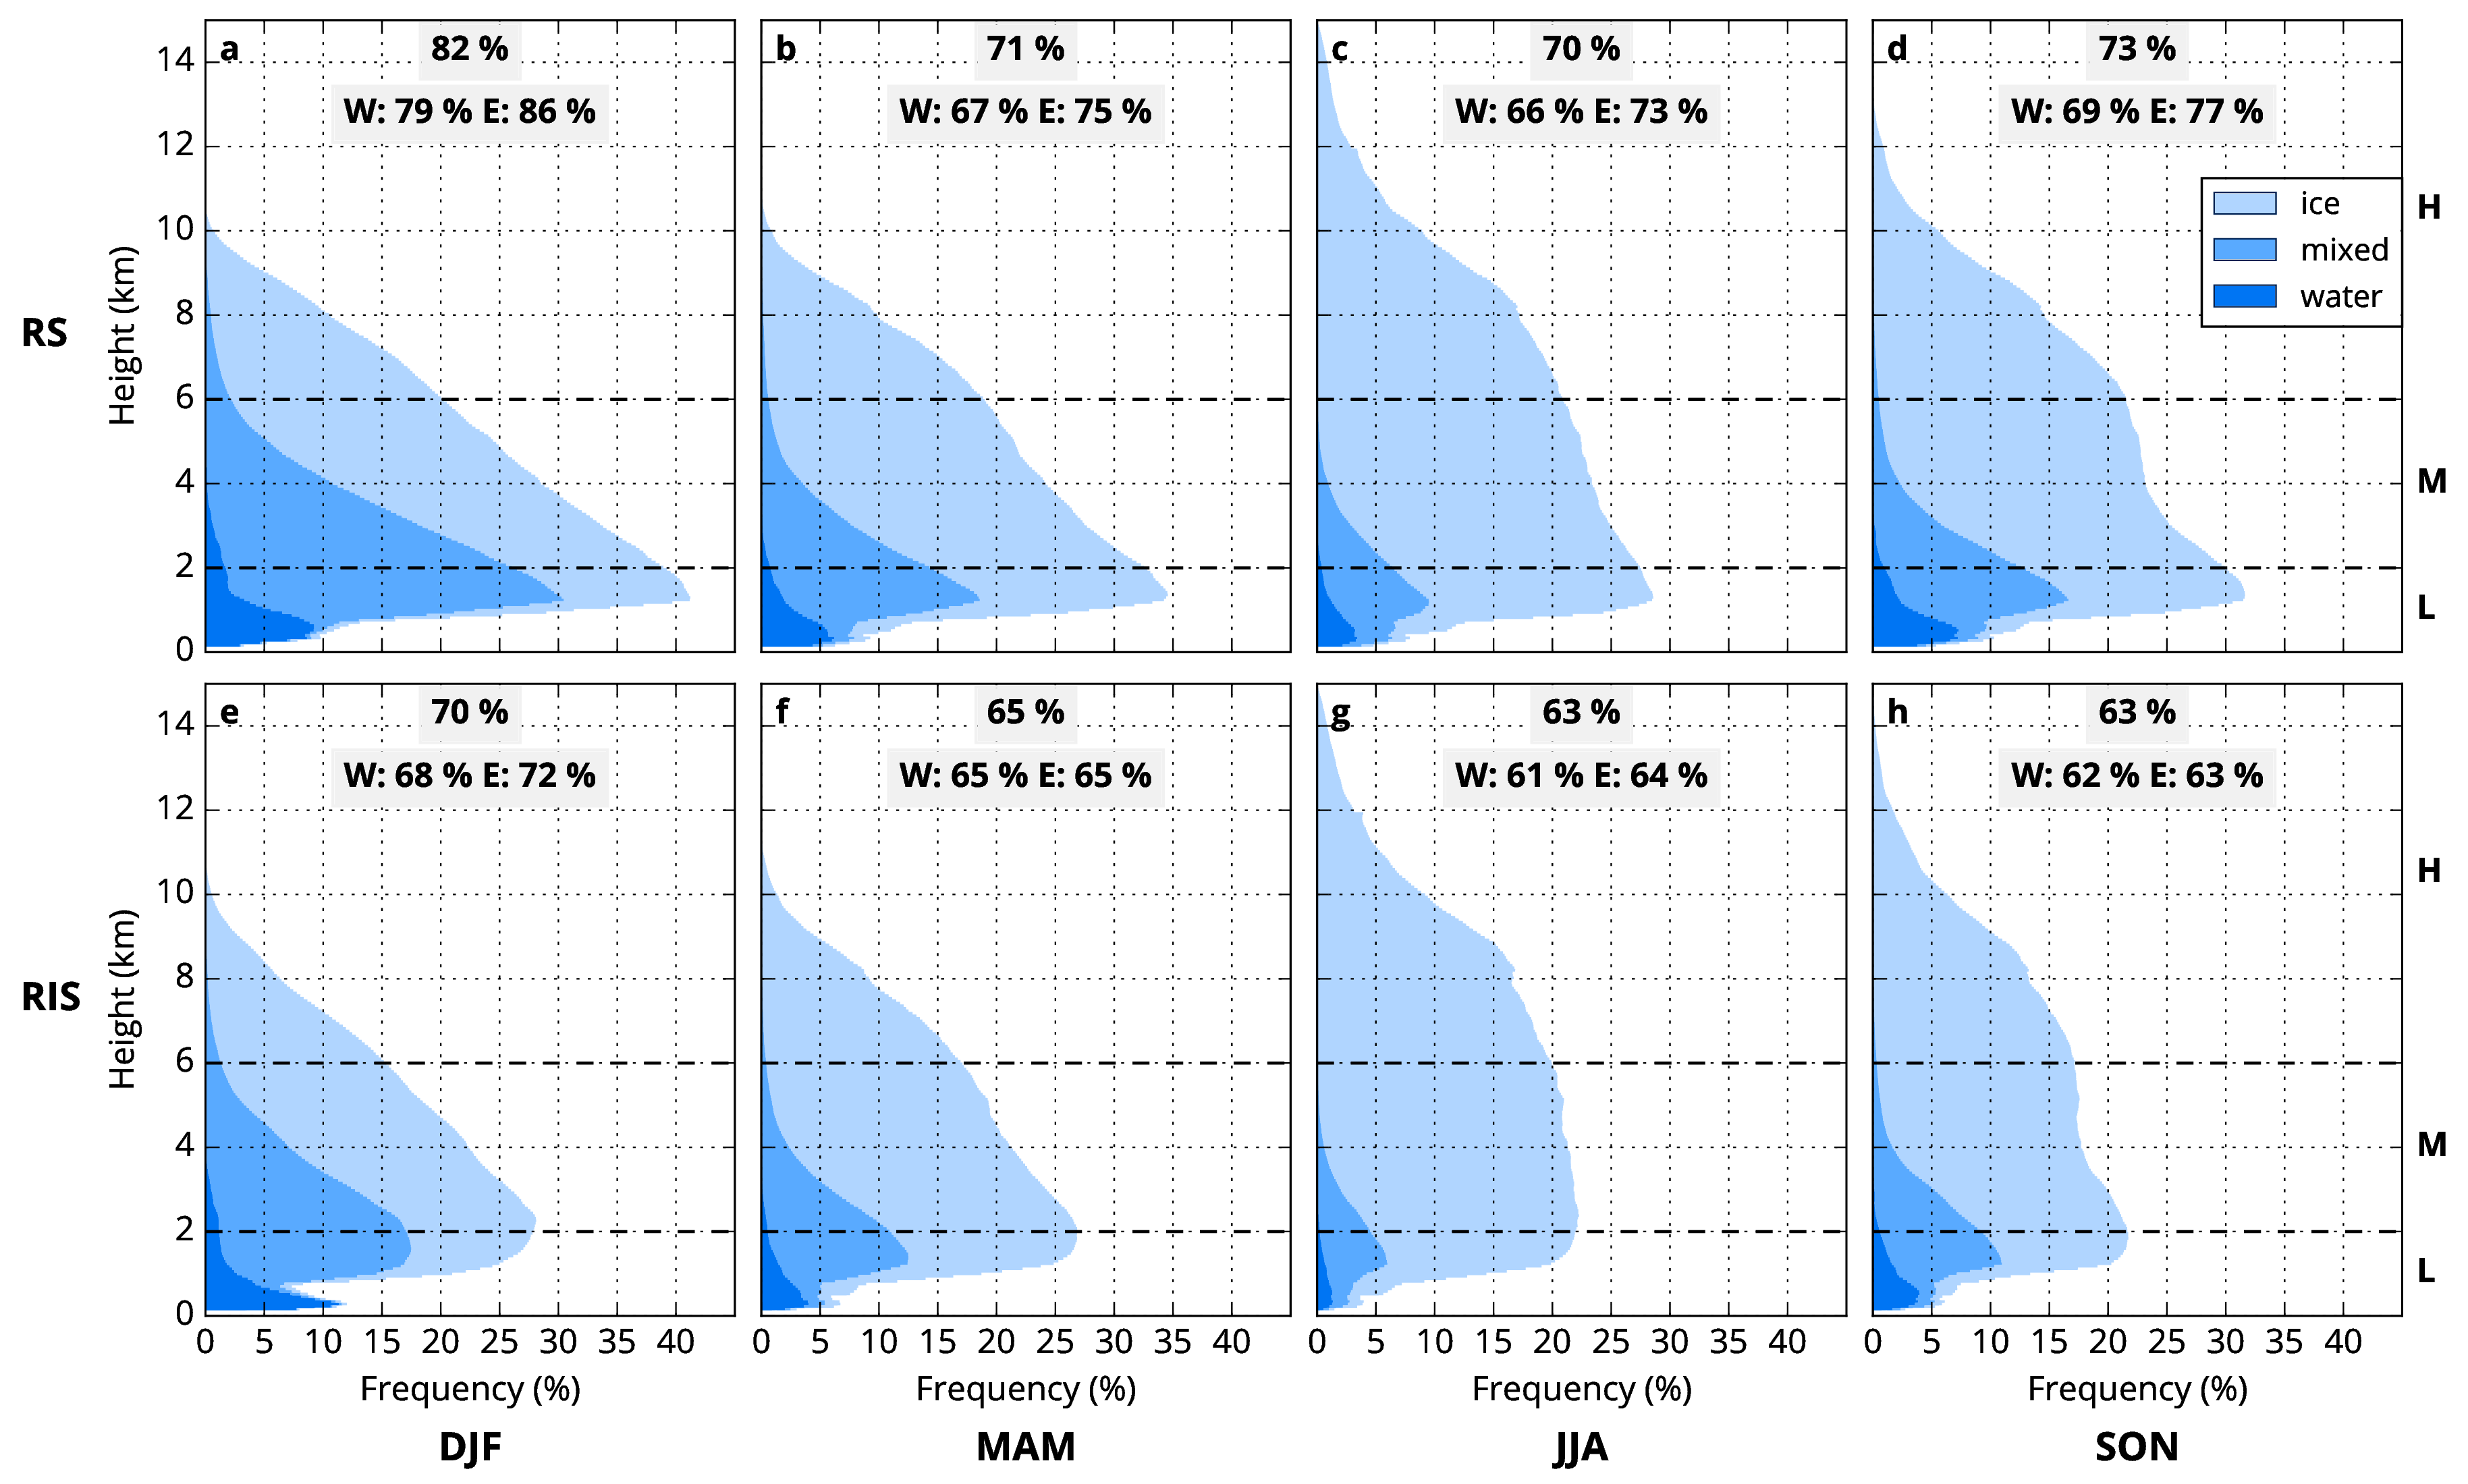 a
82 %
W: 79 % E: 86 %
b
71 %
W: 67 % E: 75 %
c
70 %
W: 66 % E: 73 %
d
73 %
W: 69 % E: 77 %
ice
mixed
water
RS
Height (km)
14
12
10
8
6
4
2
0
H
M
L
e
70 %
W: 68 % E: 72 %
f
65 %
W: 65 % E: 65 %
g
63 %
W: 61 % E: 64 %
h
63 %
W: 62 % E: 63 %
RIS
Height (km)
14
12
10
8
6
4
2
0
H
M
L
0 5 10 15 20 25 30 35 40
0 5 10 15 20 25 30 35 40
0 5 10 15 20 25 30 35 40
0 5 10 15 20 25 30 35 40
Frequency (%)
Frequency (%)
Frequency (%)
Frequency (%)
DJF
MAM
JJA
SON